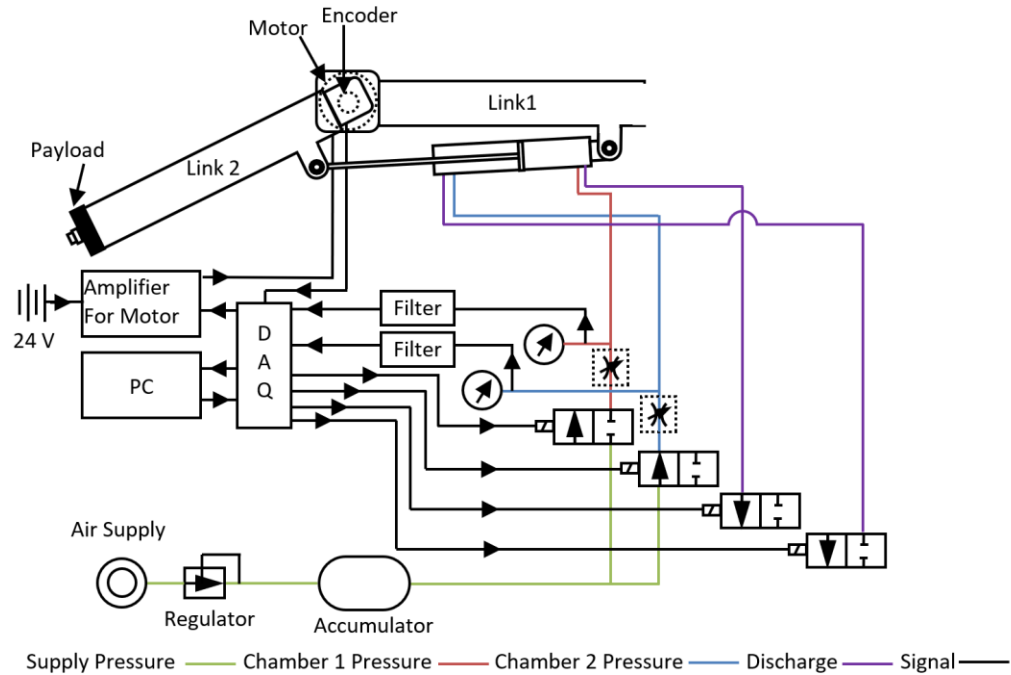 Encoder
Motor
Link1
Payload
Link 2
Amplifier
For Motor
24 V
Filter
Filter
D
A
Q
PC
Air Supply
Regulator
Accumulator
Supply Pressure
Chamber 1 Pressure
Chamber 2 Pressure
Discharge
Signal